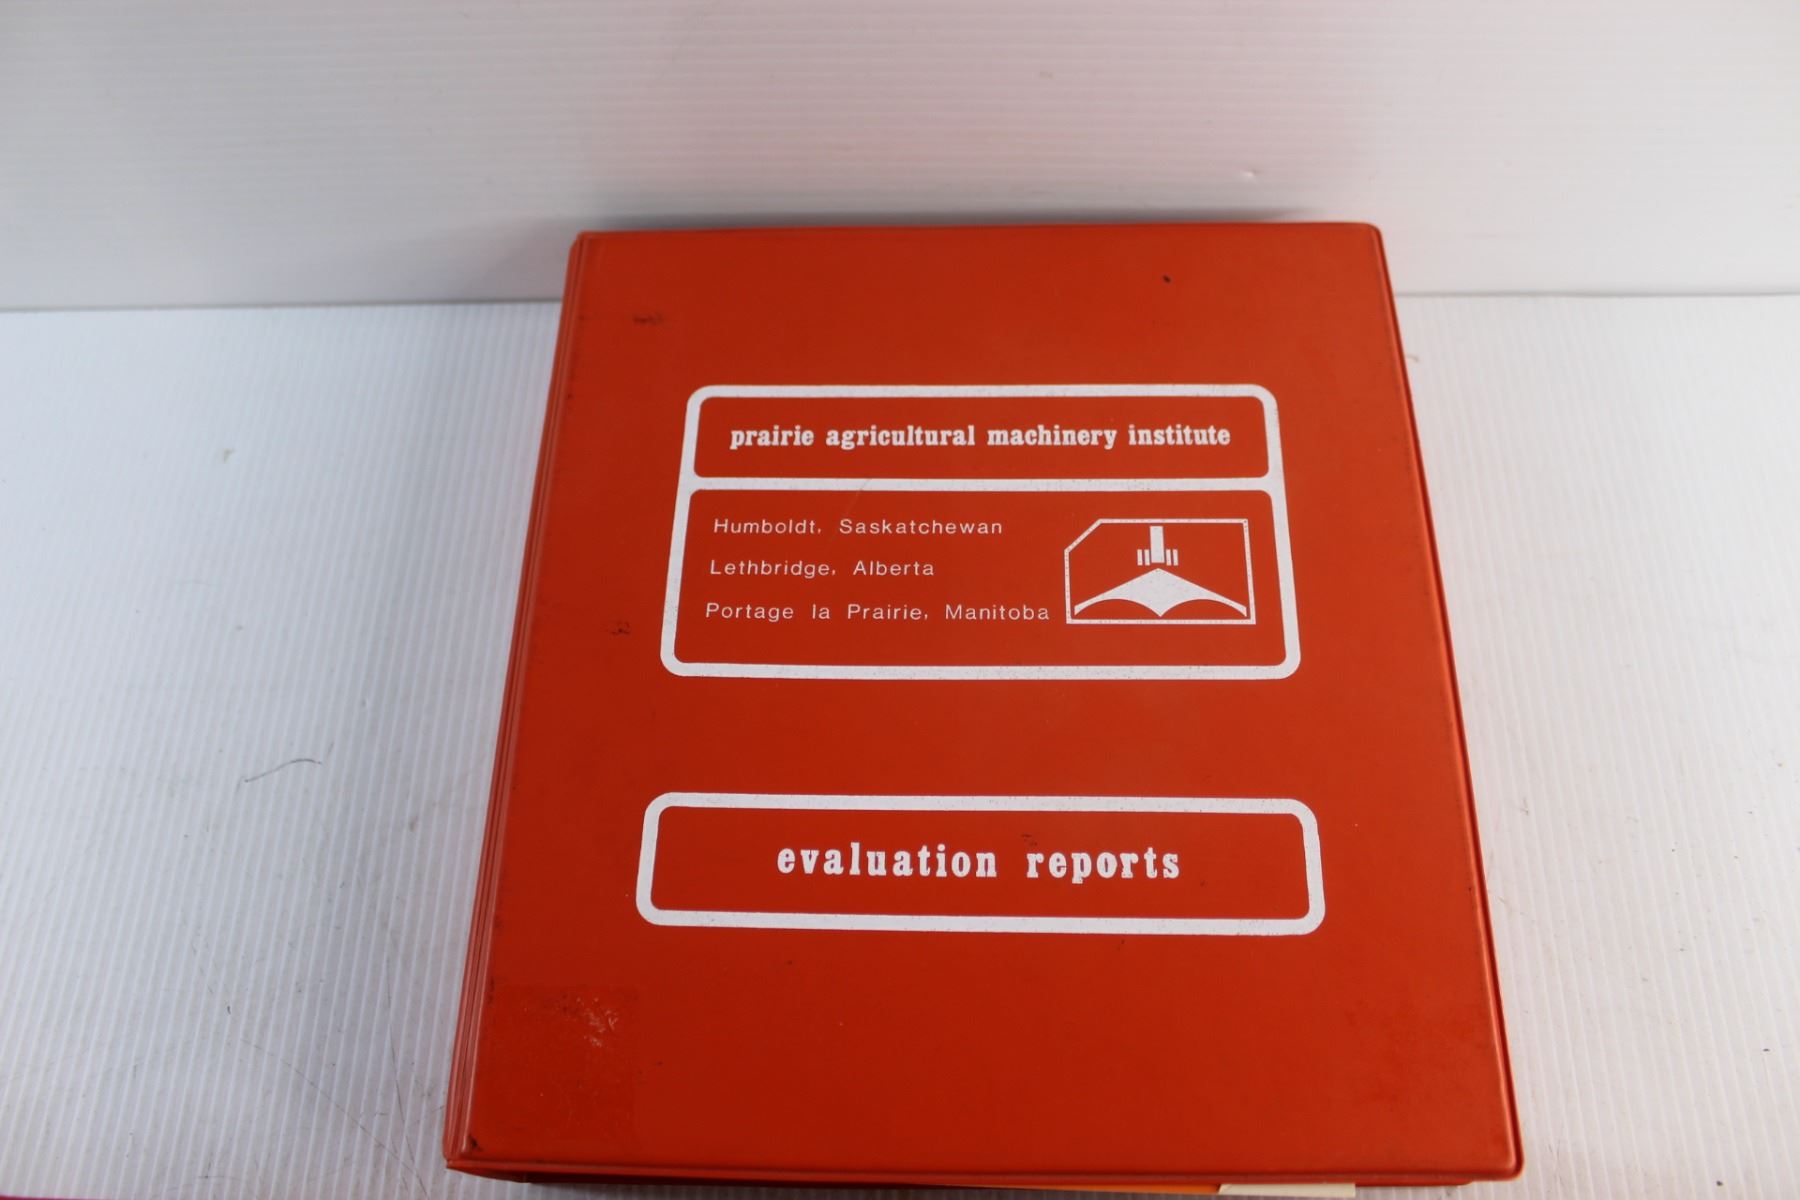 prairie agricultural machinery institute
Humboldt, Saskatchewan
Lethbridge, Alberta
Portage la Prairie, Manitoba
evaluation reports